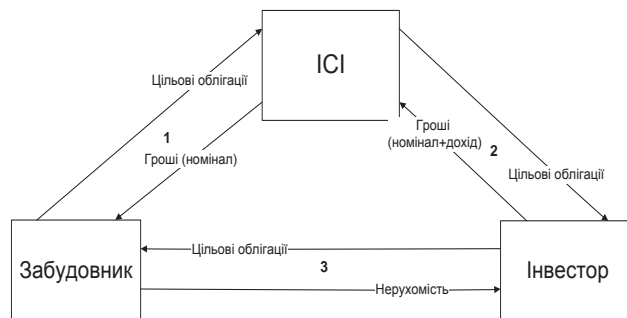 ІСІ
Цільові облігації
Гроші
(номінал+дохід)
1
2
Гроші (номінал)
Цільові облігації
Забудовник
Цільові облігації
3
Нерухомість
Інвестор